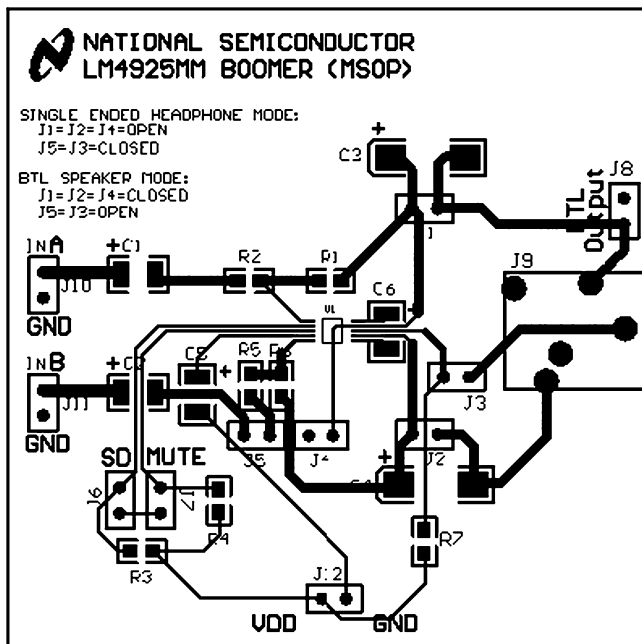 NATIONAL SEMICONDUCTOR
LM4925MM BOOMER (MSOP)
SINGLE ENDED HEADPHONE MODE:
J1=J2=J4=OPEN
J5=J3=CLOSED
BTL SPEAKER MODE:
J1=J2=J4=CLOSED
J5=J3=OPEN
+
C3
J8
Output
1
INA
+C1
R2
R1
J9
J10
C6
GND
U1
+
INB
C5
+
R5
J11
J3
GND
J5
J4
J2
SD MUTE
+
J6
J7
R4
R7
R3
J12
VDD
GND